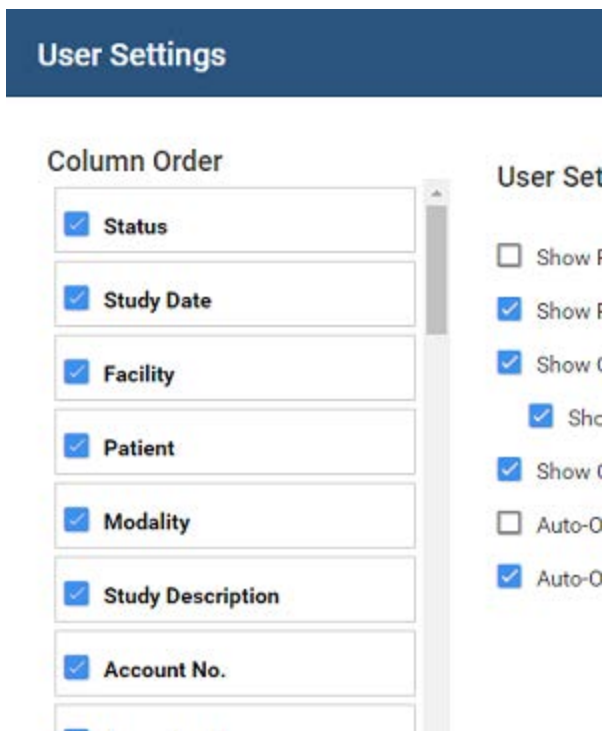 User Settings
Column Order
Status
Study Date
Facility
Patient
Modality
Study Description
Account No.
User Set
Show
Show
Show
Sho
Show
Auto-O
Auto-O